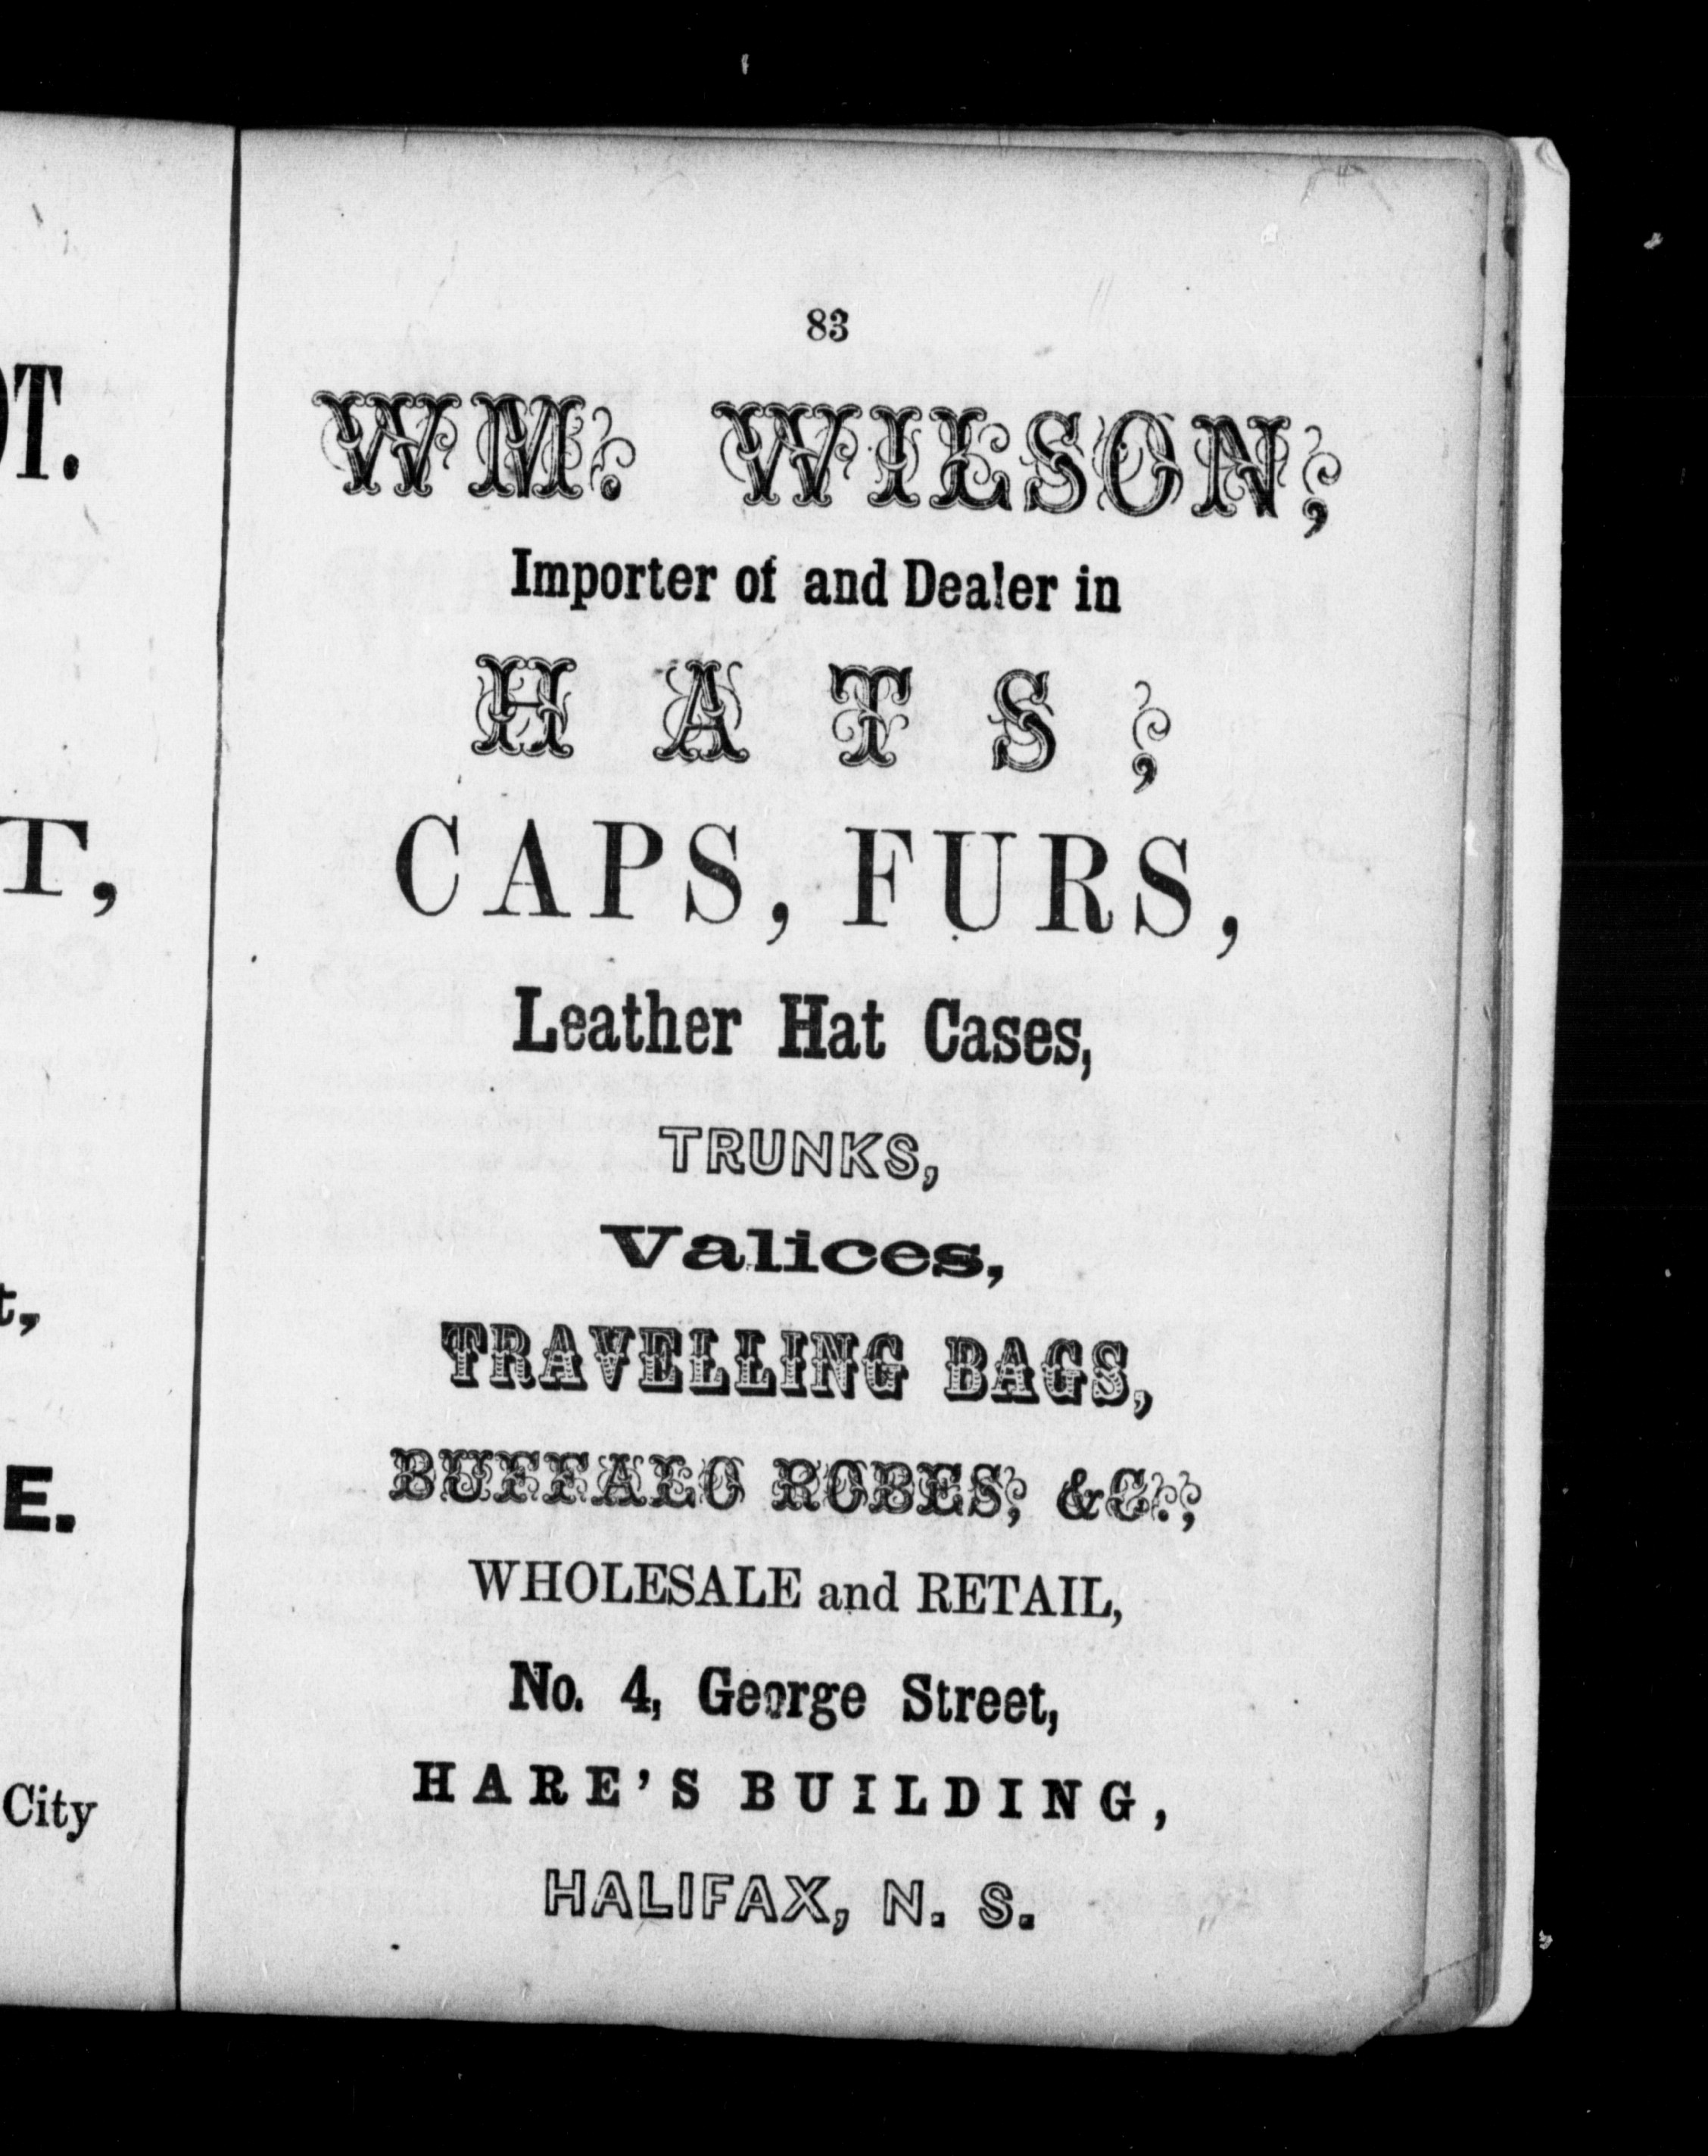 83
WM. WILSON,
Importer of and Dealer in
HATS,
CAPS, FURS,
Leather Hat Cases,
TRUNKS,
Valices,
TRAVELLING BAGS,
BUFFALO ROBES, &C.,
WHOLESALE and RETAIL,
No. 4, George Street,
HARE'S BUILDING,
HALIFAX, N. S.
City